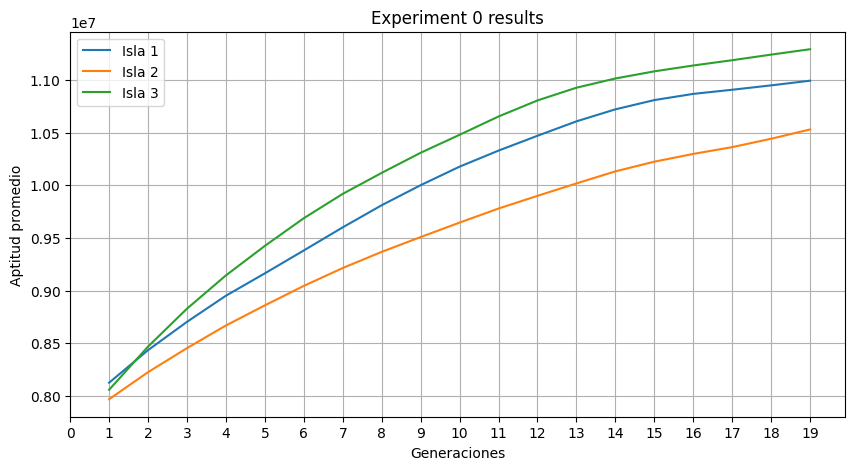 Experiment 0 results
1e7
Isla 1
Isla 2
Isla 3
1.10
1.05
1.00
0.95
0.90
0.85
0.80
Aptitud promedio
0 1 2 3 4 5 6 7 8 9 10 11 12 13 14 15 16 17 18 19
Generaciones